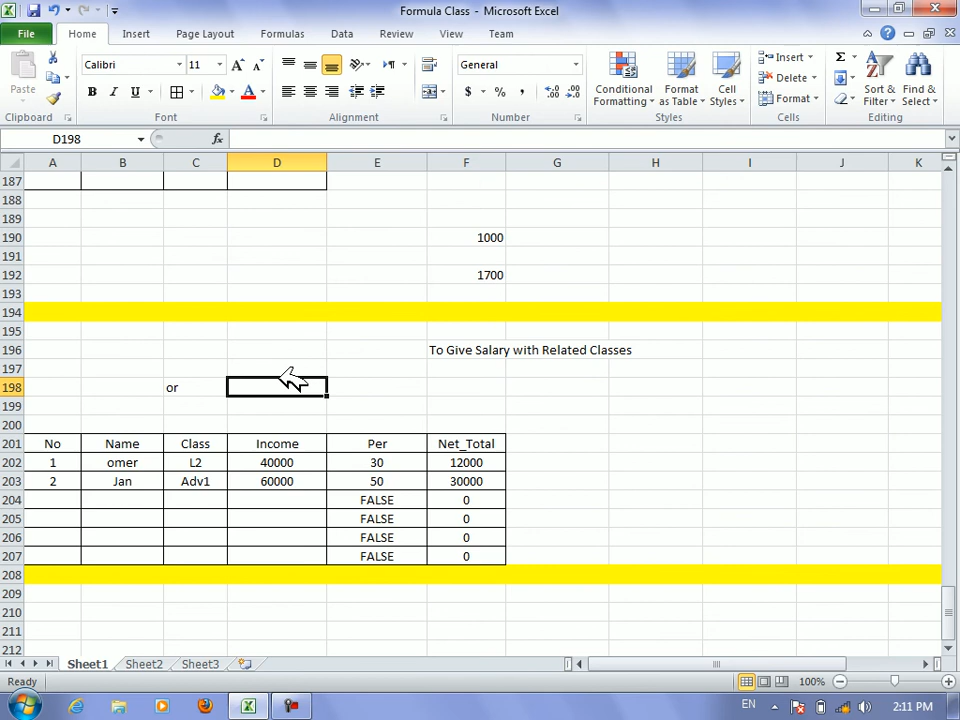 Formula Class - Microsoft Excel
File Home Insert Page Layout Formulas Data Review View Team
Paste
Calibri 11
General
Conditional Formatting
Format as Table
Cell Styles
Insert
Delete
Format
Sort & Filter
Find & Select
Clipboard Font Alignment Number Styles Cells Editing
D198 fx
A B C D E F G H I J K
187
188
189
190 1000
191
192 1700
193
194
195
196 To Give Salary with Related Classes
197
198 or
199
200
201 No Name Class Income Per Net_Total
202 1 omer L2 40000 30 12000
203 2 Jan Adv1 60000 50 30000
204 FALSE 0
205 FALSE 0
206 FALSE 0
207 FALSE 0
208
209
210
211
212
Sheet1 Sheet2 Sheet3
Ready 100%
EN 2:11 PM